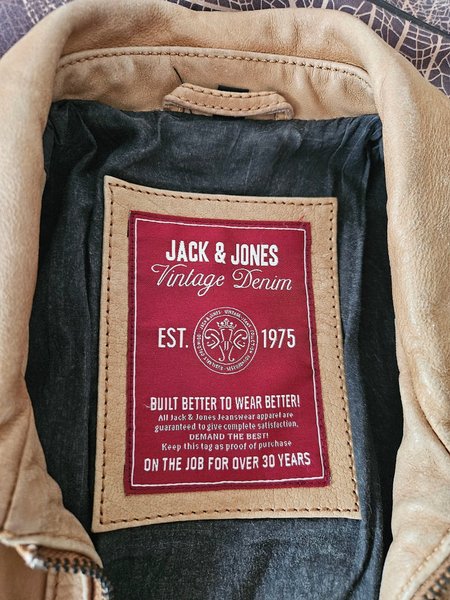 JACK & JONES
Vintage Denim
EST. 1975
BUILT BETTER TO WEAR BETTER!
All Jack & Jones Jeanswear apparel are
guaranteed to give complete satisfaction,
DEMAND THE BEST!
Keep this tag as proof of purchase
ON THE JOB FOR OVER 30 YEARS